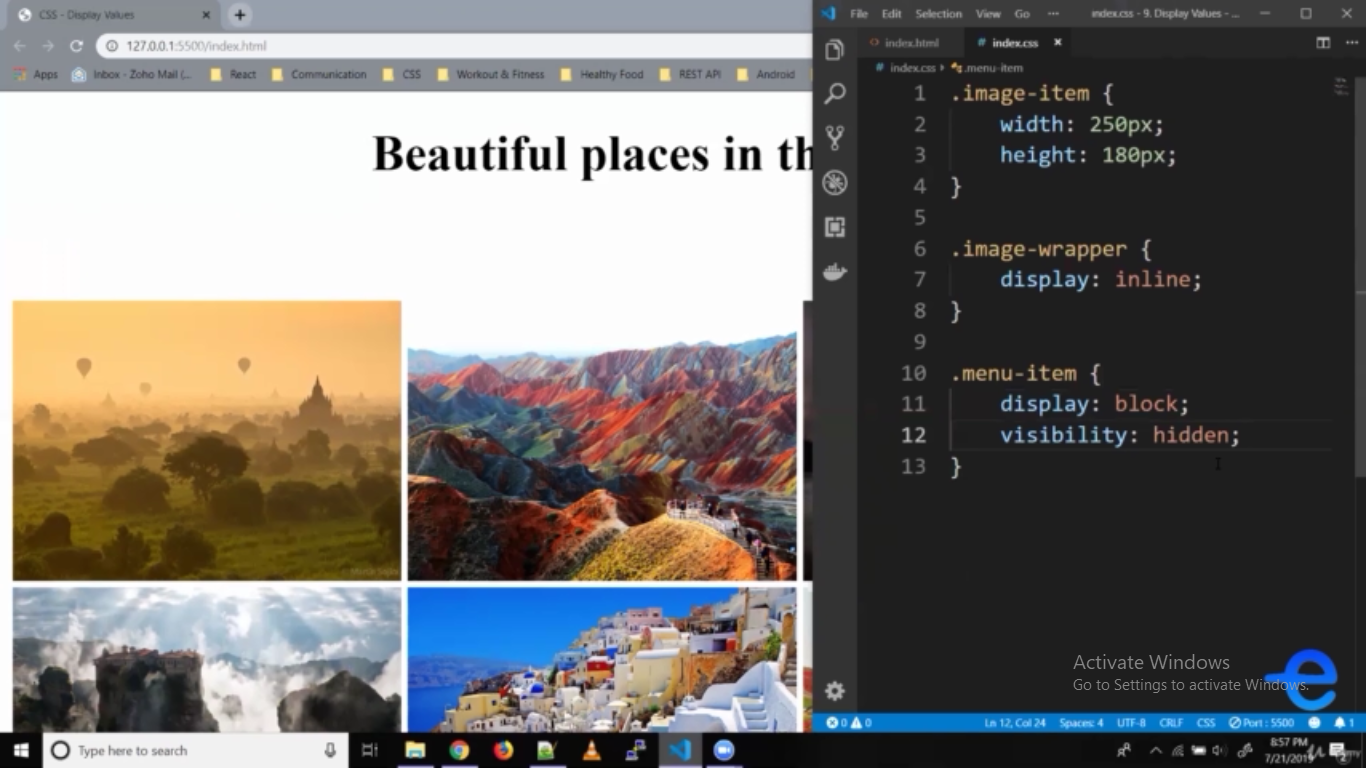 CSS - Display Values
127.0.0.1:5500/index.html
Apps
Inbox - Zoho Mail (...
React
Communication
CSS
Workout & Fitness
Healthy Food
REST API
Android
Beautiful places in th
File Edit Selection View Go ··· index.css - 9. Display Values - ...
index.html
# index.css
# index.css › .menu-item
1 .image-item {
2 width: 250px;
3 height: 180px;
4 }
5
6 .image-wrapper {
7 display: inline;
8 }
9
10 .menu-item {
11 display: block;
12 visibility: hidden;
13 }
Activate Windows
Go to Settings to activate Windows.
0 0 Ln 12, Col 24 Spaces: 4 UTF-8 CRLF CSS Port : 5500 1
Type here to search
8:57 PM